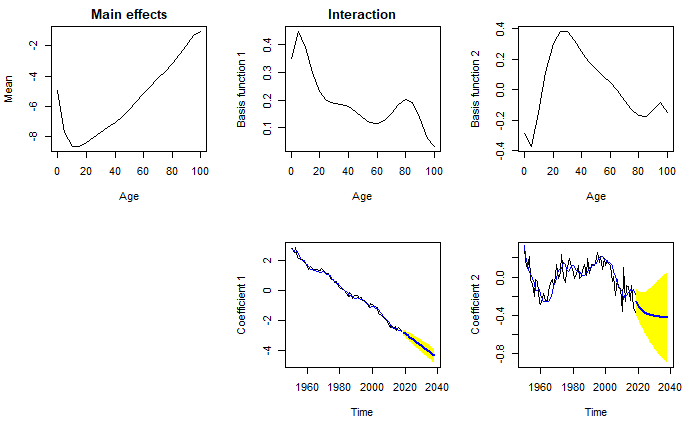 Main effects
Interaction
Mean
-8 -6 -4 -2
0 20 40 60 80 100
Age
Basis function 1
0.1 0.2 0.3 0.4
0 20 40 60 80 100
Age
Basis function 2
-0.4 -0.2 0.0 0.2 0.4
0 20 40 60 80 100
Age
Coefficient 1
-4 -2 0 2
1960 1980 2000 2020 2040
Time
Coefficient 2
-0.8 -0.4 0.0
1960 1980 2000 2020 2040
Time